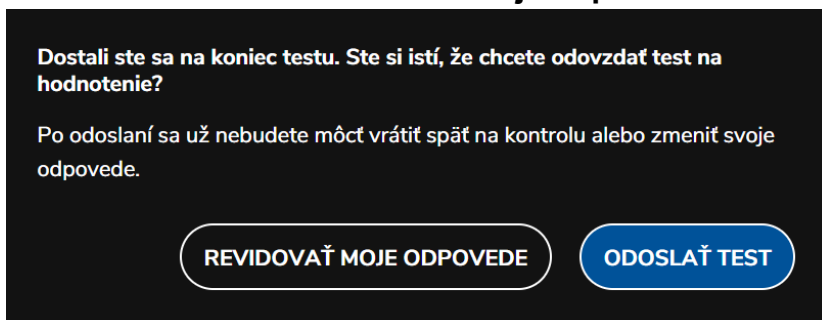 Dostali ste sa na koniec testu. Ste si istí, že chcete odovzdať test na
hodnotenie?
Po odoslaní sa už nebudete môcť vrátiť späť na kontrolu alebo zmeniť svoje
odpovede.
REVIDOVAŤ MOJE ODPOVEDE
ODOSLAŤ TEST